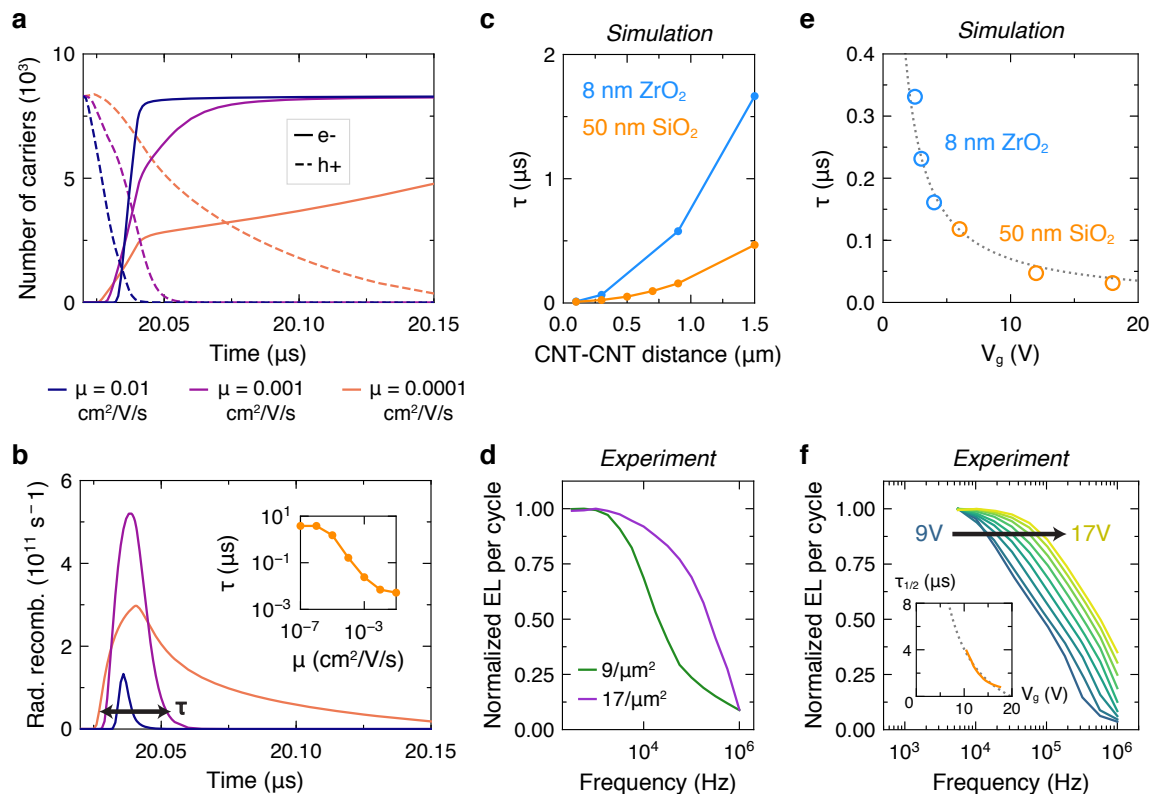 a
Number of carriers (10³)
10
5
0
e-
h+
20.05
20.10
20.15
Time (μs)
μ = 0.01
cm²/V/s
μ = 0.001
cm²/V/s
μ = 0.0001
cm²/V/s
b
Rad. recomb. (10¹¹ s⁻¹)
6
4
2
0
τ
τ (μs)
10¹
10⁻¹
10⁻³
10⁻⁷
10⁻³
μ (cm²/V/s)
20.05
20.10
20.15
Time (μs)
c
Simulation
τ (μs)
2
1
0
8 nm ZrO₂
50 nm SiO₂
0.0
0.5
1.0
1.5
CNT-CNT distance (μm)
d
Experiment
Normalized EL per cycle
1.00
0.75
0.50
0.25
0
9/μm²
17/μm²
10⁴
10⁶
Frequency (Hz)
e
Simulation
τ (μs)
0.4
0.3
0.2
0.1
0.0
8 nm ZrO₂
50 nm SiO₂
0
10
20
V_g (V)
f
Experiment
Normalized EL per cycle
1.00
0.75
0.50
0.25
0
9V
17V
τ_1/2 (μs)
8
4
0
0
10
20
V_g (V)
10³
10⁴
10⁵
10⁶
Frequency (Hz)